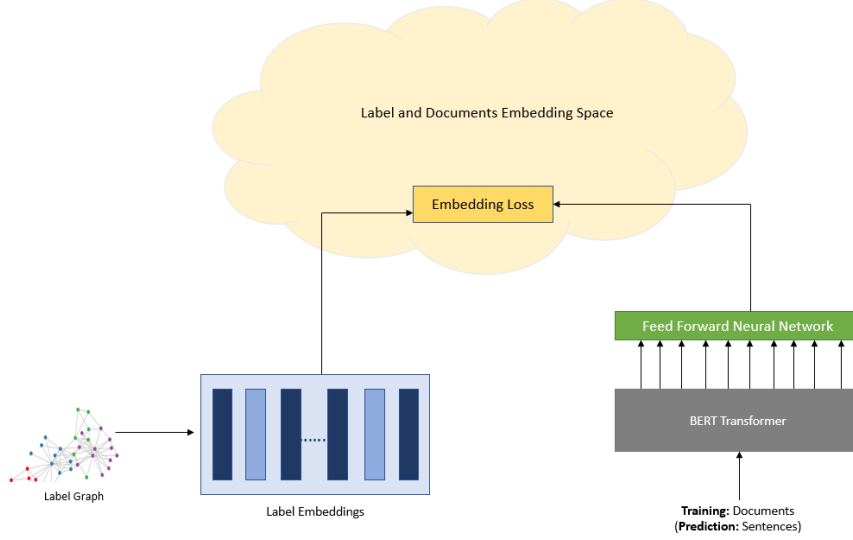 Label and Documents Embedding Space
Embedding Loss
Feed Forward Neural Network
BERT Transformer
Label Graph
Label Embeddings
Training: Documents
(Prediction: Sentences)